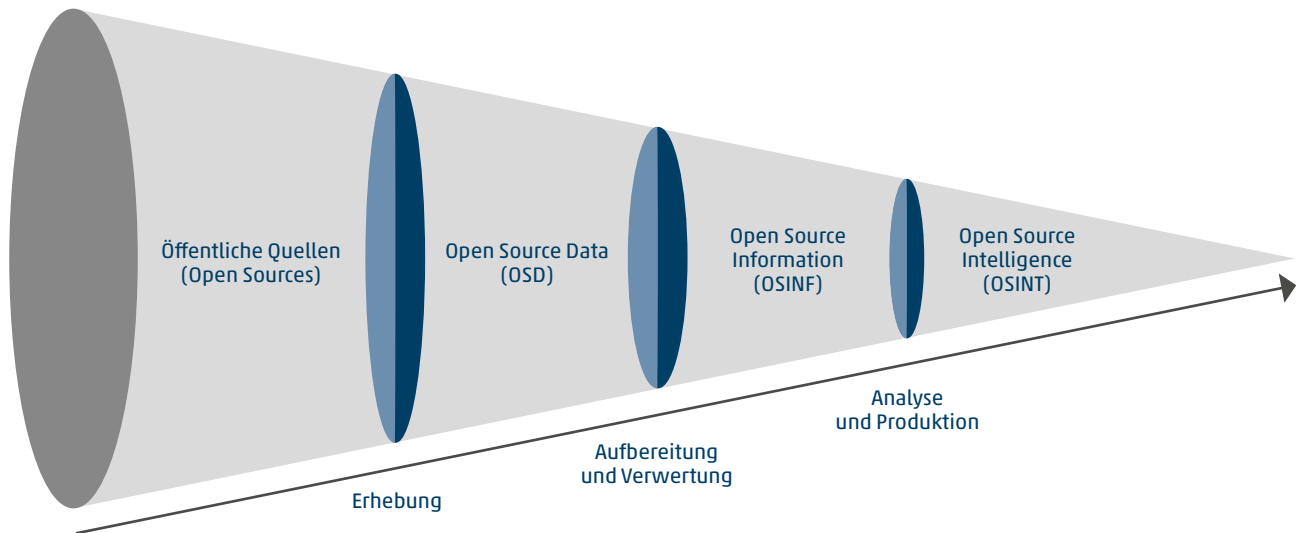 Öffentliche Quellen
(Open Sources)
Open Source Data
(OSD)
Open Source
Information
(OSINF)
Open Source
Intelligence
(OSINT)
Erhebung
Aufbereitung
und Verwertung
Analyse
und Produktion